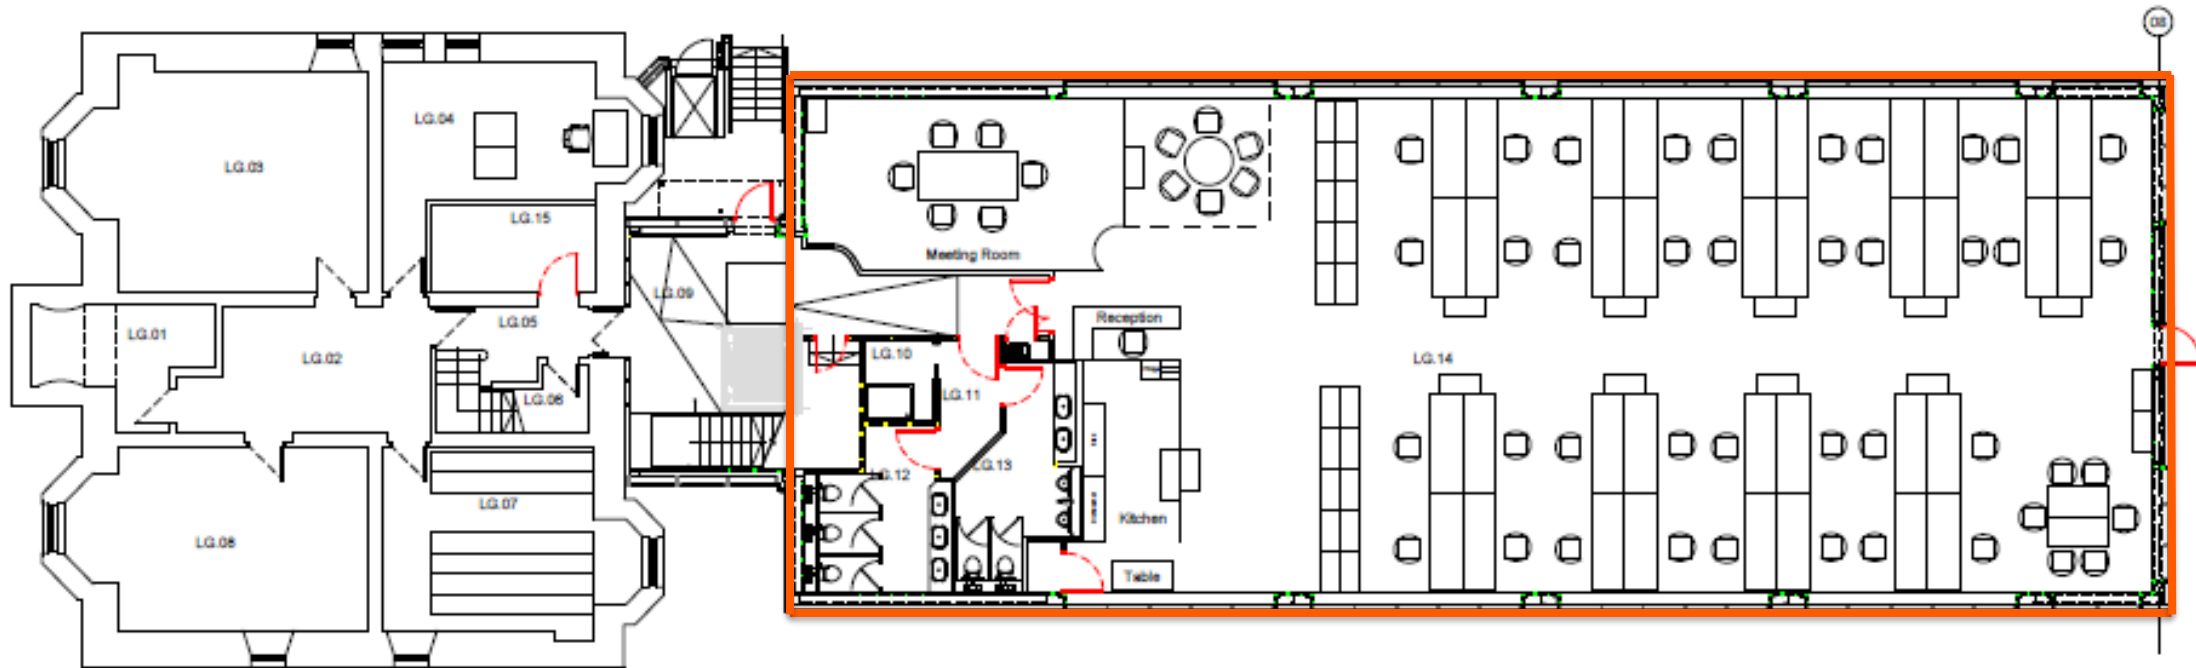 08
LG.04
LG.03
LG.15
Meeting Room
LG.09
LG.05
LG.01
LG.02
Reception
LG.10
LG.14
LG.11
LG.06
LG.13
LG.12
LG.07
Kitchen
LG.08
Table